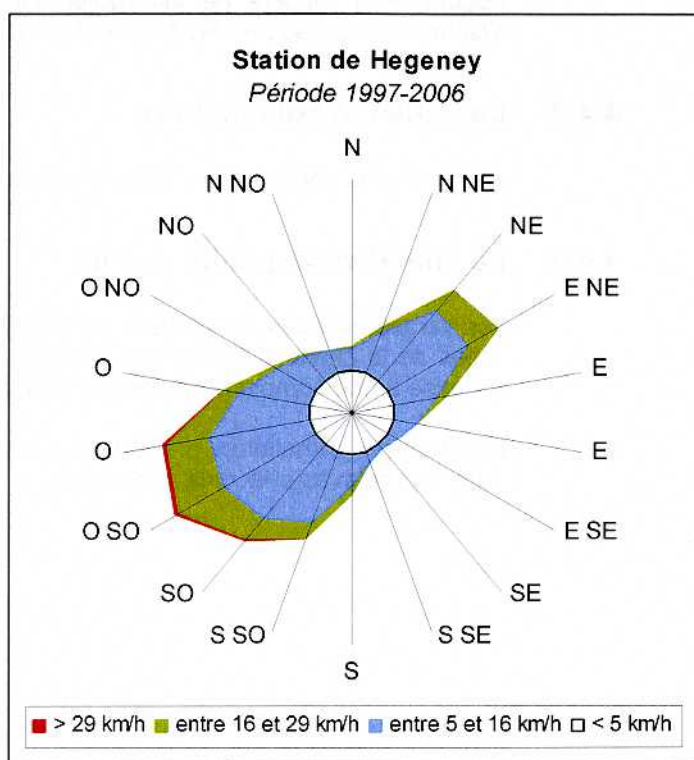 Station de Hegeney
Période 1997-2006
N
N NE
NE
E NE
E
E
E SE
SE
S SE
S
S SO
SO
O SO
O
O
O NO
NO
N NO
> 29 km/h entre 16 et 29 km/h entre 5 et 16 km/h < 5 km/h